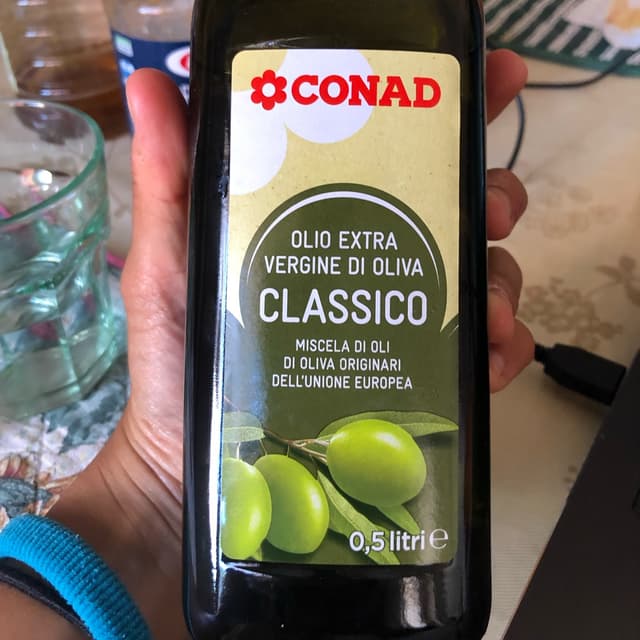 CONAD
OLIO EXTRA
VERGINE DI OLIVA
CLASSICO
MISCELA DI OLI
DI OLIVA ORIGINARI
DELL'UNIONE EUROPEA
0,5 litri ℮